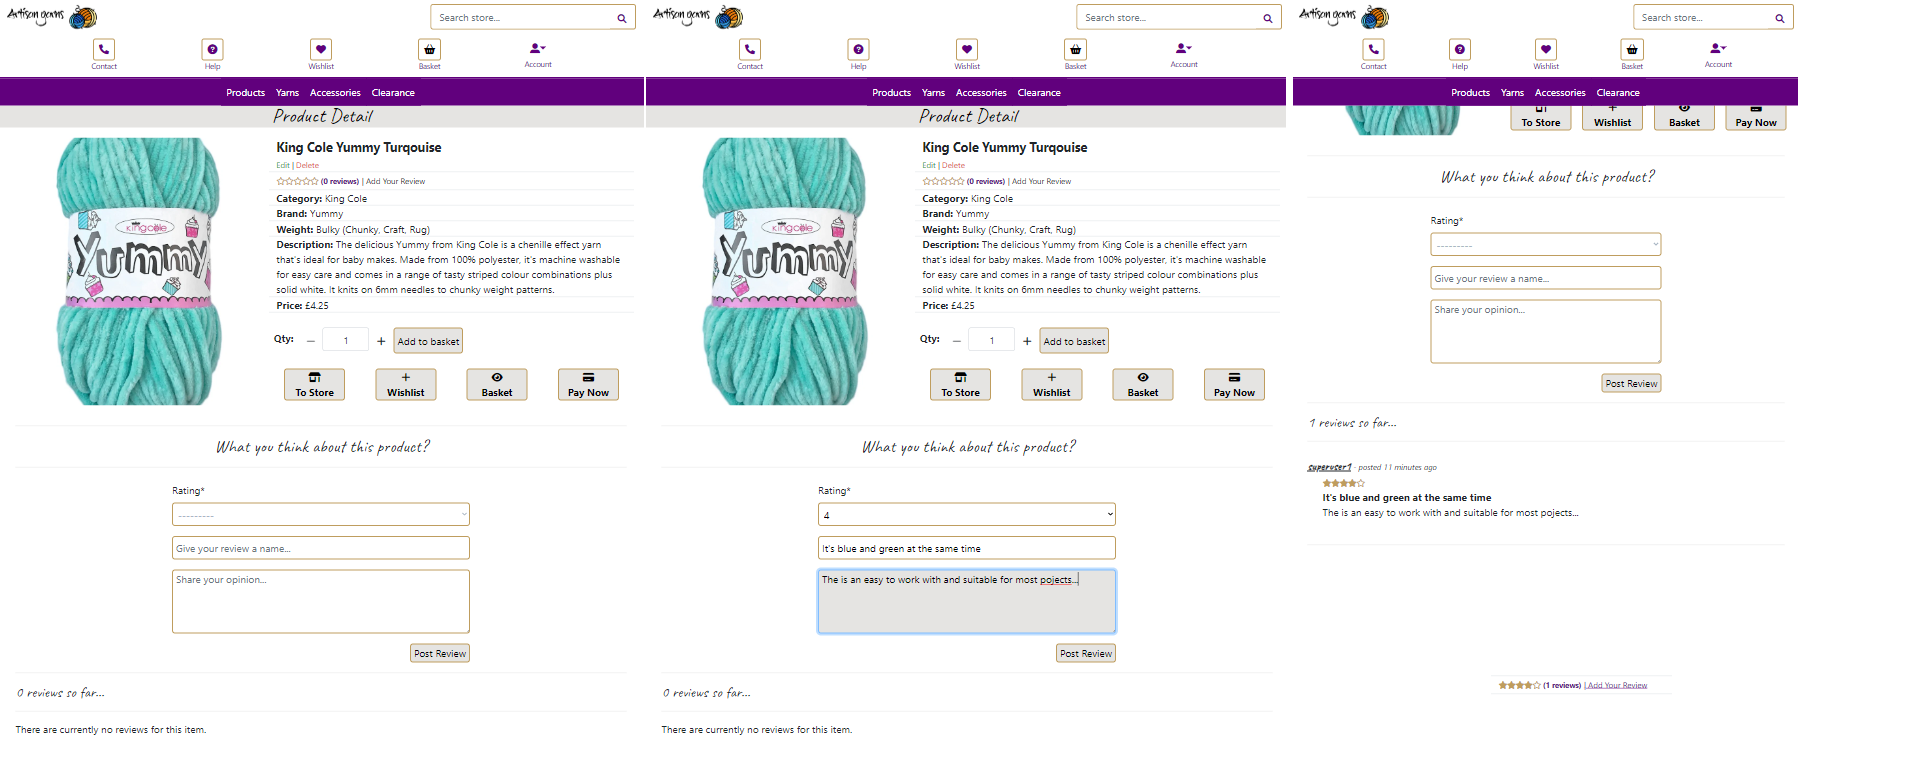 Artisan yarns
Search store...
Contact
Help
Wishlist
Basket
Account
Products Yarns Accessories Clearance
Product Detail
King Cole Yummy Turqouise
Edit | Delete
(0 reviews) | Add Your Review
Category: King Cole
Brand: Yummy
Weight: Bulky (Chunky, Craft, Rug)
Description: The delicious Yummy from King Cole is a chenille effect yarn
that's ideal for baby makes. Made from 100% polyester, it's machine washable
for easy care and comes in a range of tasty striped colour combinations plus
solid white. It knits on 6mm needles to chunky weight patterns.
Price: £4.25
kingcole
Yummy
Qty: − 1 + Add to basket
To Store
Wishlist
Basket
Pay Now
What you think about this product?
Rating*
---------
Give your review a name...
Share your opinion...
Post Review
0 reviews so far...
There are currently no reviews for this item.
Artisan yarns
Search store...
Contact
Help
Wishlist
Basket
Account
Products Yarns Accessories Clearance
Product Detail
King Cole Yummy Turqouise
Edit | Delete
(0 reviews) | Add Your Review
Category: King Cole
Brand: Yummy
Weight: Bulky (Chunky, Craft, Rug)
Description: The delicious Yummy from King Cole is a chenille effect yarn
that's ideal for baby makes. Made from 100% polyester, it's machine washable
for easy care and comes in a range of tasty striped colour combinations plus
solid white. It knits on 6mm needles to chunky weight patterns.
Price: £4.25
kingcole
Yummy
Qty: − 1 + Add to basket
To Store
Wishlist
Basket
Pay Now
What you think about this product?
Rating*
4
It's blue and green at the same time
The is an easy to work with and suitable for most pojects...
Post Review
0 reviews so far...
There are currently no reviews for this item.
Artisan yarns
Search store...
Contact
Help
Wishlist
Basket
Account
Products Yarns Accessories Clearance
To Store
Wishlist
Basket
Pay Now
What you think about this product?
Rating*
---------
Give your review a name...
Share your opinion...
Post Review
1 reviews so far...
superuser1 - posted 11 minutes ago
It's blue and green at the same time
The is an easy to work with and suitable for most pojects...
(1 reviews) | Add Your Review